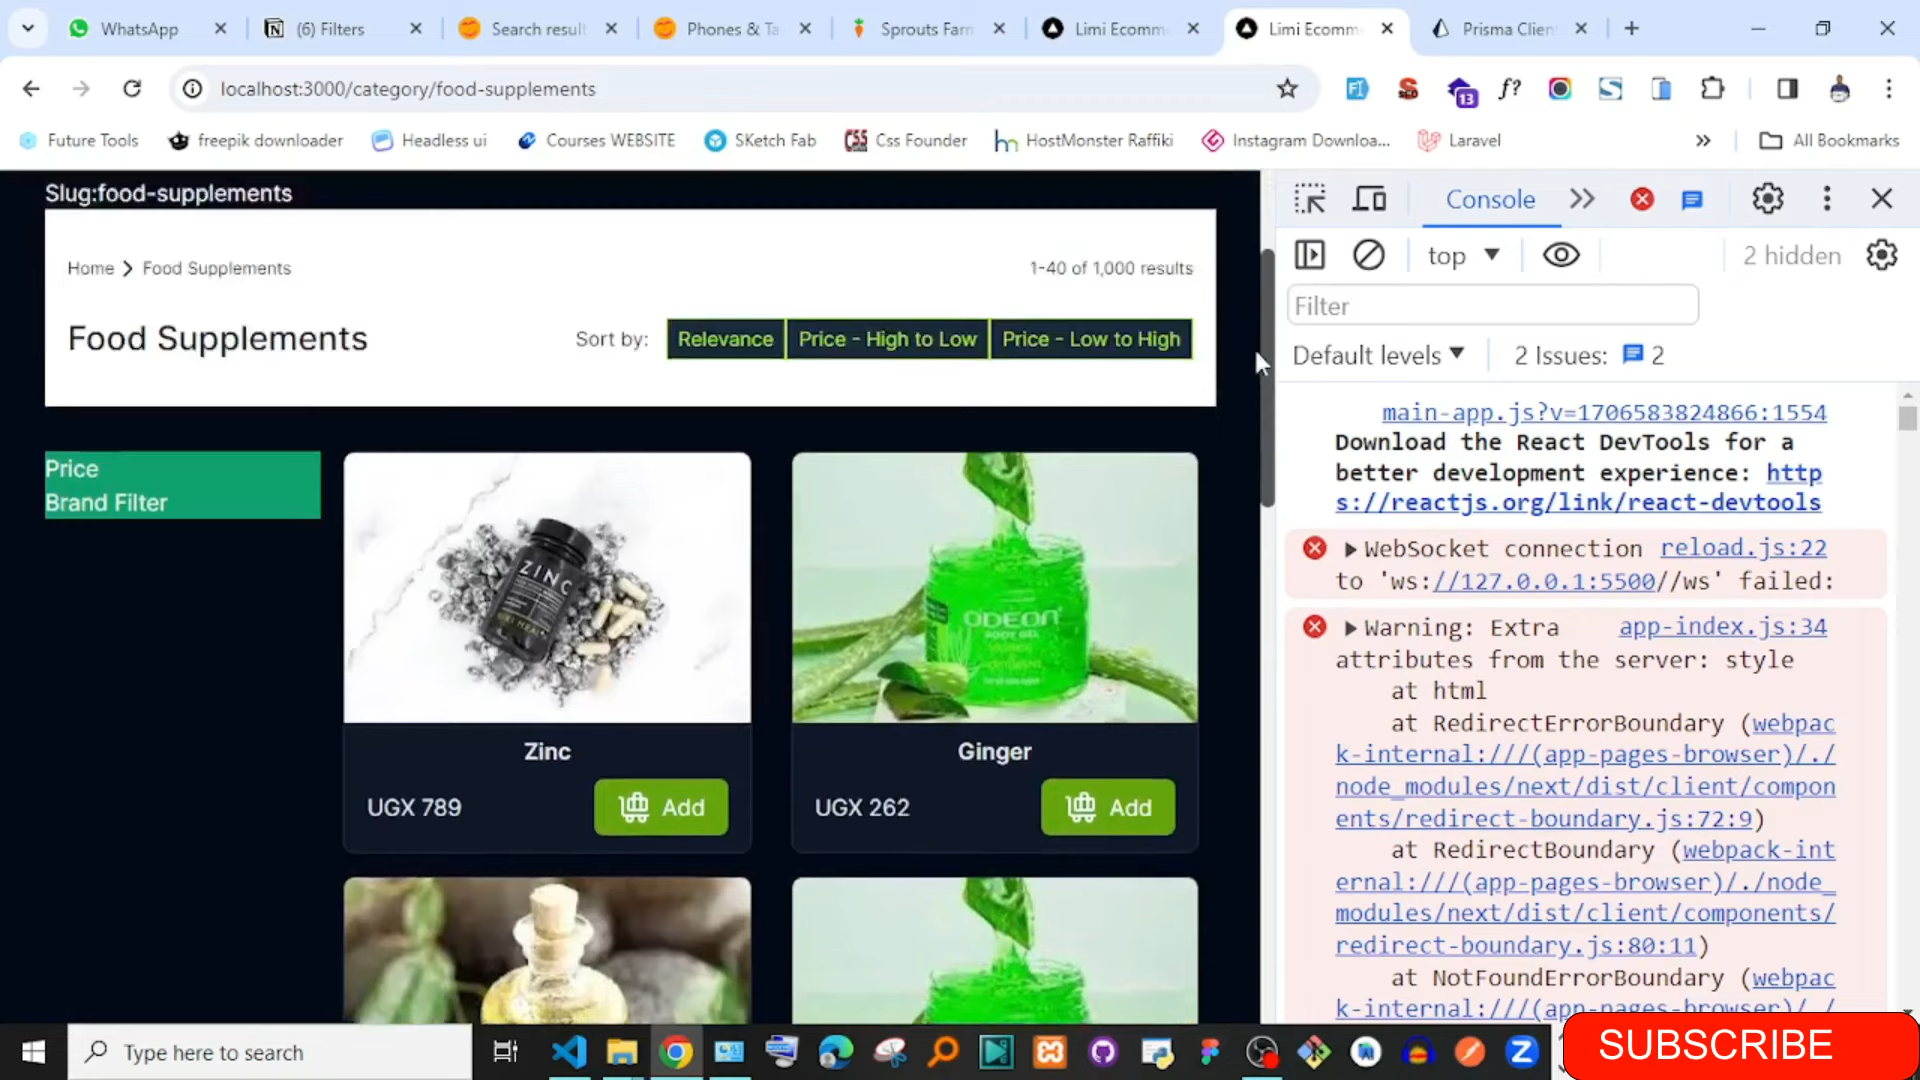 WhatsApp
(6) Filters
Search result
Phones & Ta
Sprouts Farm
Limi Ecomm
Limi Ecomm
Prisma Clien
localhost:3000/category/food-supplements
13
f?
Future Tools
freepik downloader
Headless ui
Courses WEBSITE
SKetch Fab
Css Founder
HostMonster Raffiki
Instagram Downloa...
Laravel
All Bookmarks
Slug:food-supplements
Home > Food Supplements
1-40 of 1,000 results
Food Supplements
Sort by:
Relevance
Price - High to Low
Price - Low to High
Price
Brand Filter
ZINC
ODEON
BODY GEL
Zinc
UGX 789
Add
Ginger
UGX 262
Add
Console
top
2 hidden
Filter
Default levels
2 Issues: 2
main-app.js?v=1706583824866:1554
Download the React DevTools for a
better development experience: http
s://reactjs.org/link/react-devtools
WebSocket connection reload.js:22
to 'ws://127.0.0.1:5500//ws' failed:
Warning: Extra app-index.js:34
attributes from the server: style
at html
at RedirectErrorBoundary (webpac
k-internal:///(app-pages-browser)/./
node_modules/next/dist/client/compon
ents/redirect-boundary.js:72:9)
at RedirectBoundary (webpack-int
ernal:///(app-pages-browser)/./node_
modules/next/dist/client/components/
redirect-boundary.js:80:11)
at NotFoundErrorBoundary (webpac
k-internal:///(app-pages-browser)/./
Type here to search
SUBSCRIBE